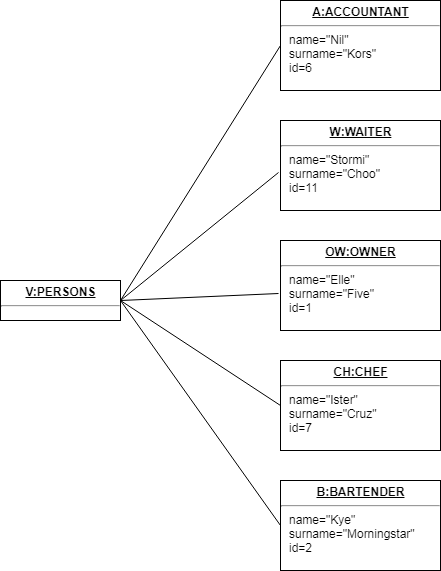 A:ACCOUNTANT
name="Nil"
surname="Kors"
id=6
W:WAITER
name="Stormi"
surname="Choo"
id=11
OW:OWNER
name="Elle"
surname="Five"
id=1
V:PERSONS
CH:CHEF
name="Ister"
surname="Cruz"
id=7
B:BARTENDER
name="Kye"
surname="Morningstar"
id=2